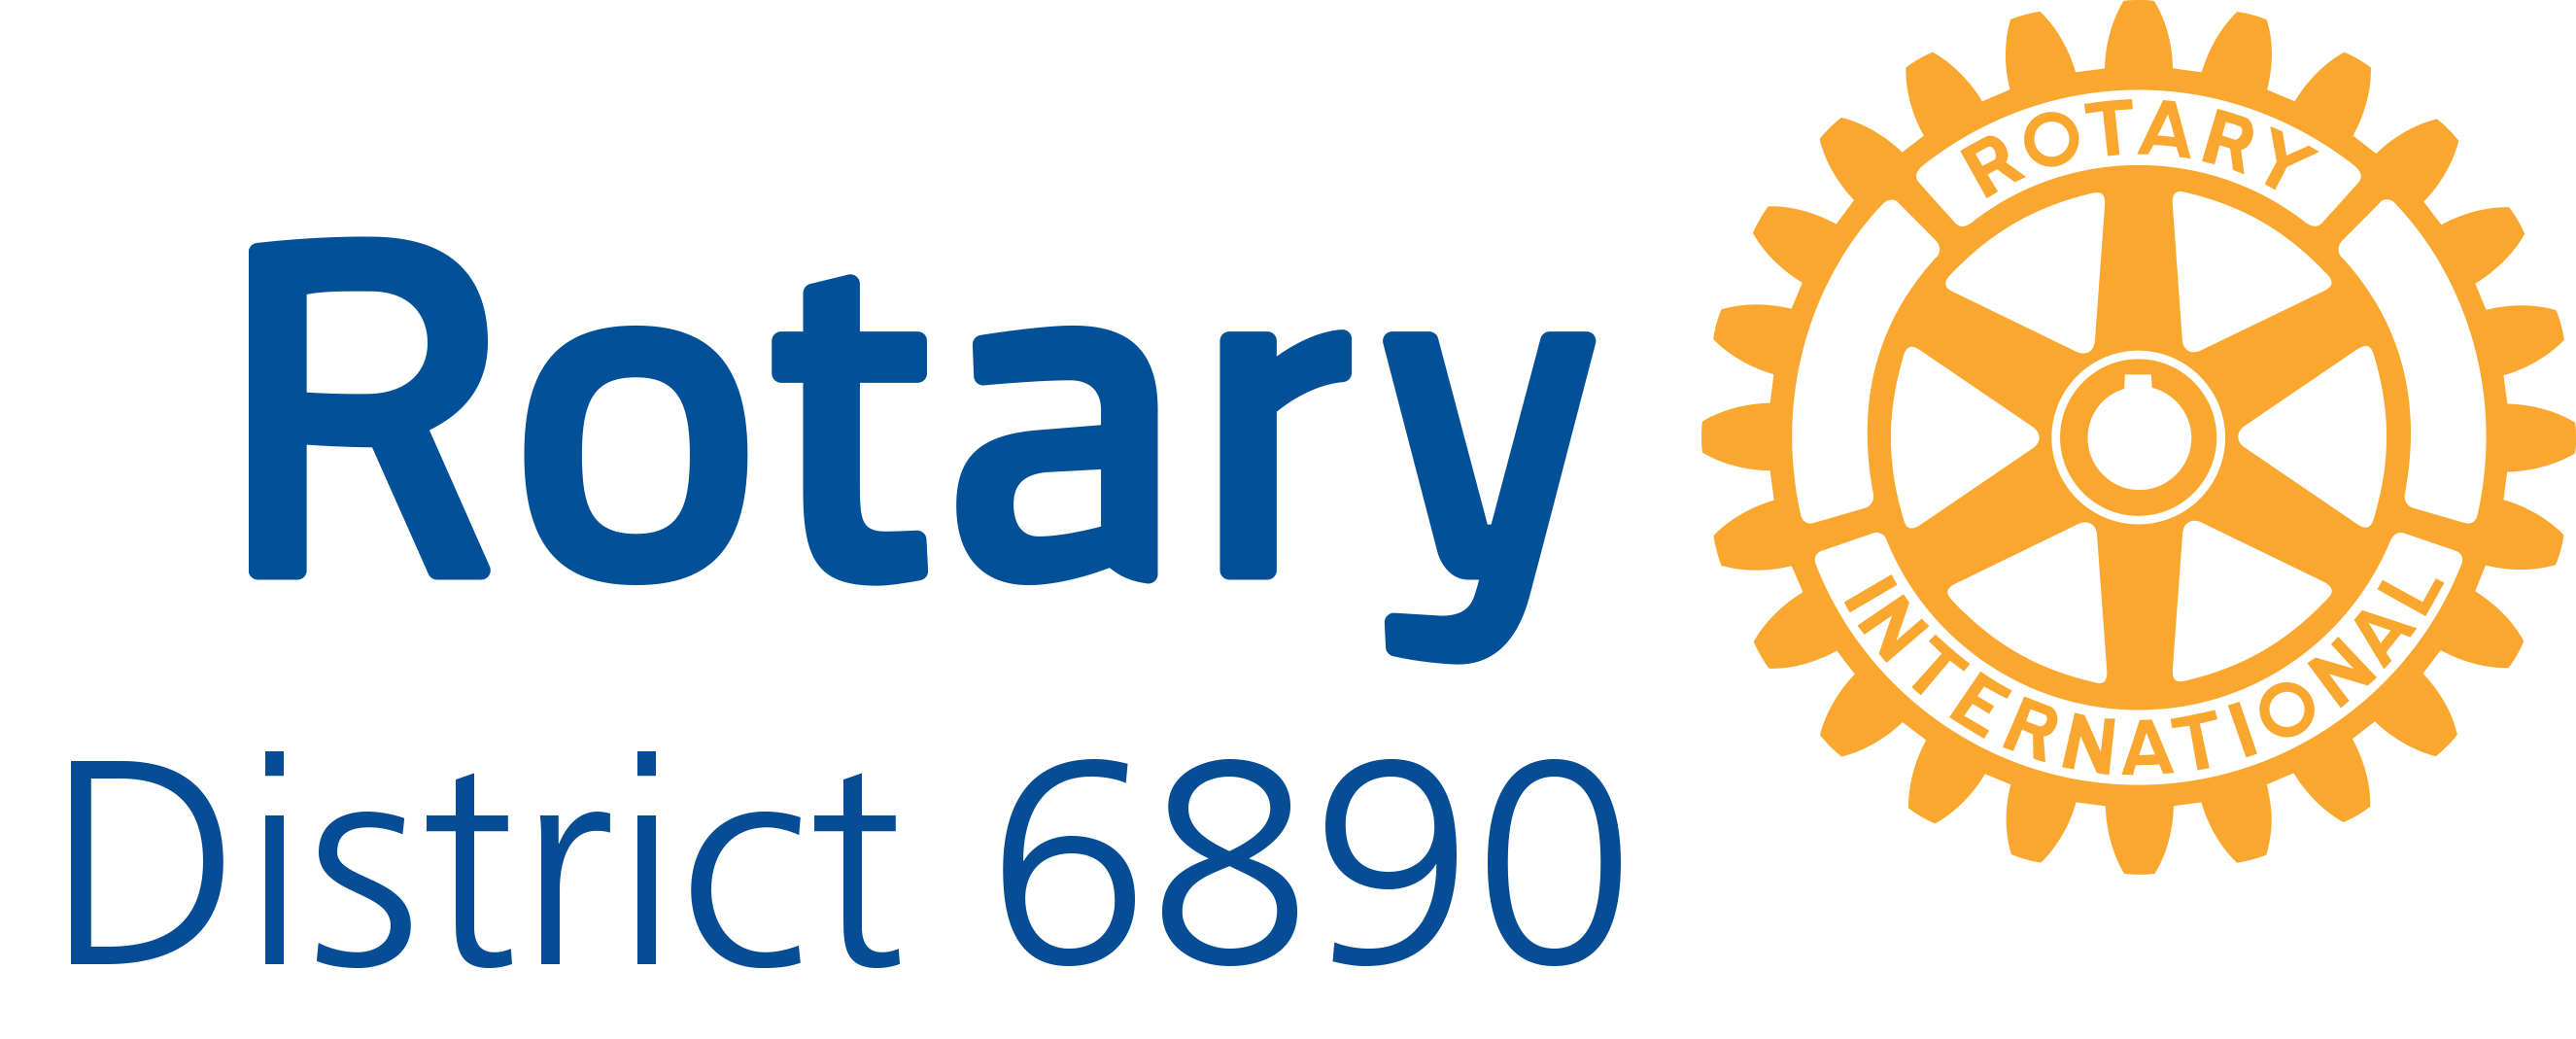 Rotary
District 6890
ROTARY
INTERNATIONAL